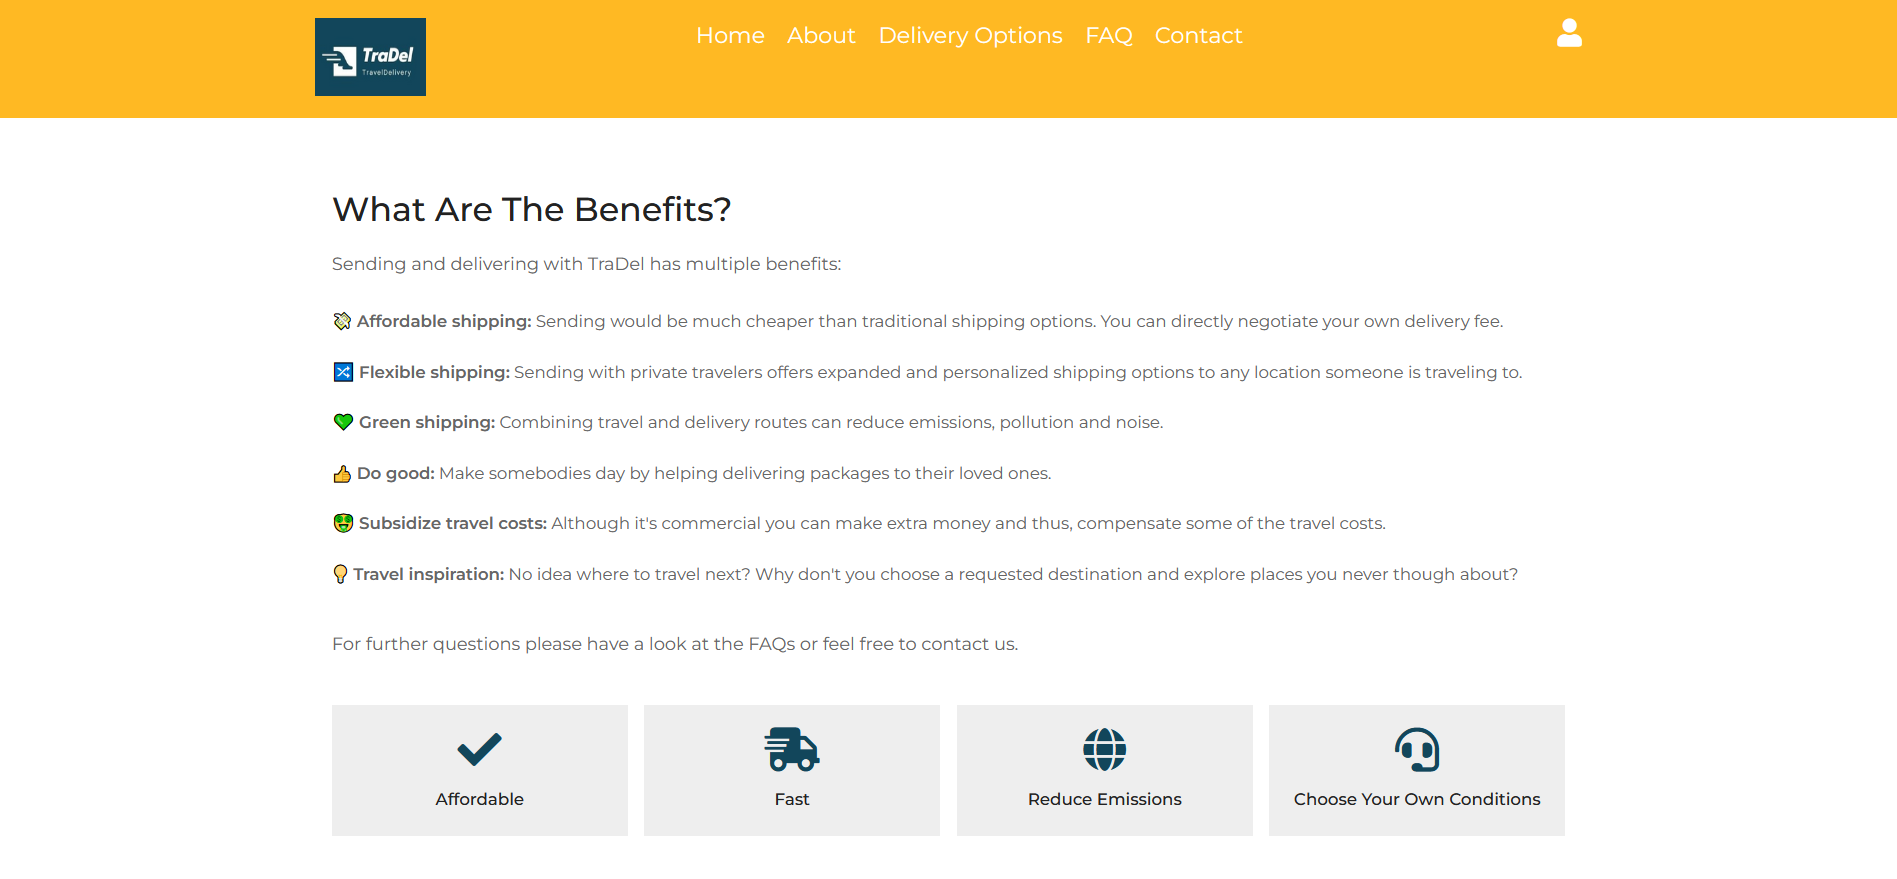 TraDel
TravelDelivery
Home About Delivery Options FAQ Contact
What Are The Benefits?
Sending and delivering with TraDel has multiple benefits:
Affordable shipping: Sending would be much cheaper than traditional shipping options. You can directly negotiate your own delivery fee.
Flexible shipping: Sending with private travelers offers expanded and personalized shipping options to any location someone is traveling to.
Green shipping: Combining travel and delivery routes can reduce emissions, pollution and noise.
Do good: Make somebodies day by helping delivering packages to their loved ones.
Subsidize travel costs: Although it's commercial you can make extra money and thus, compensate some of the travel costs.
Travel inspiration: No idea where to travel next? Why don't you choose a requested destination and explore places you never though about?
For further questions please have a look at the FAQs or feel free to contact us.
Affordable
Fast
Reduce Emissions
Choose Your Own Conditions